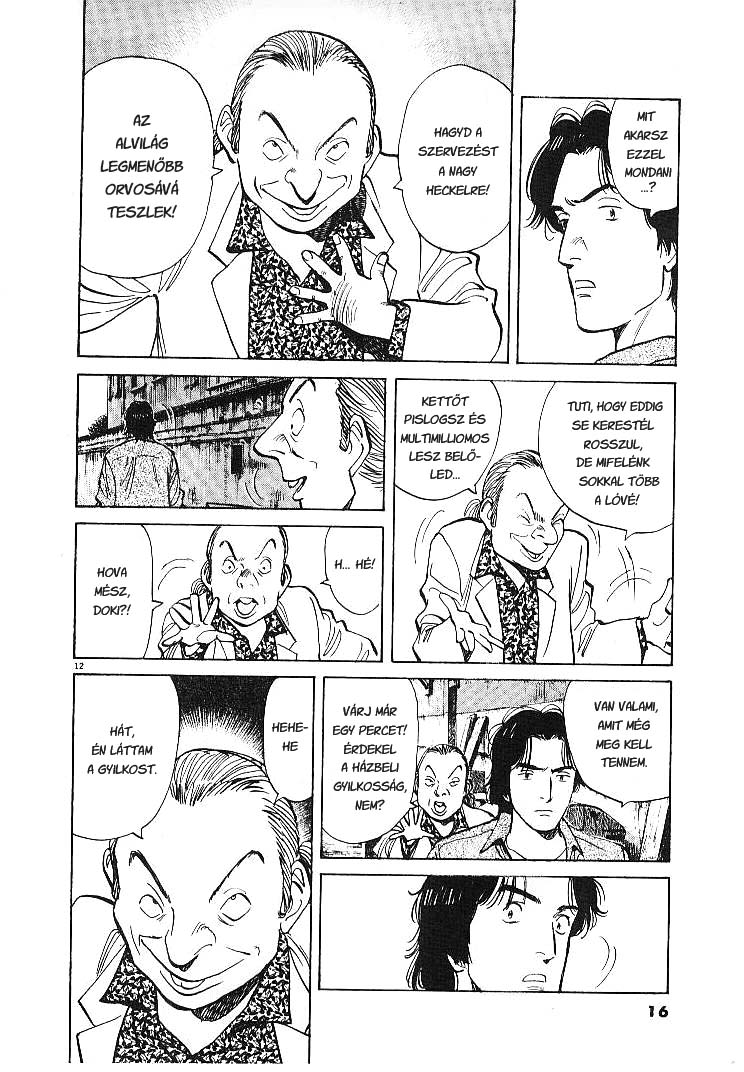 MIT
AKARSZ
EZZEL
MONDANI
...?
HAGYD A
SZERVEZÉST
A NAGY
HECKELRE!
AZ
ALVILÁG
LEGMENŐBB
ORVOSÁVÁ
TESZLEK!
TUTI, HOGY EDDIG
SE KERESTÉL
ROSSZUL,
DE MIFELÉNK
SOKKAL TÖBB
A LÓVÉ!
KETTŐT
PISLOGSZ ÉS
MULTIMILLIOMOS
LESZ BELŐ-
LED...
H... HÉ!
HOVA
MÉSZ,
DOKI?!
12
VAN VALAMI,
AMIT MÉG
MEG KELL
TENNEM.
VÁRJ MÁR
EGY PERCET!
ÉRDEKEL
A HÁZBELI
GYILKOSSÁG,
NEM?
HEHE-
HE
HÁT,
ÉN LÁTTAM
A GYILKOST.
16